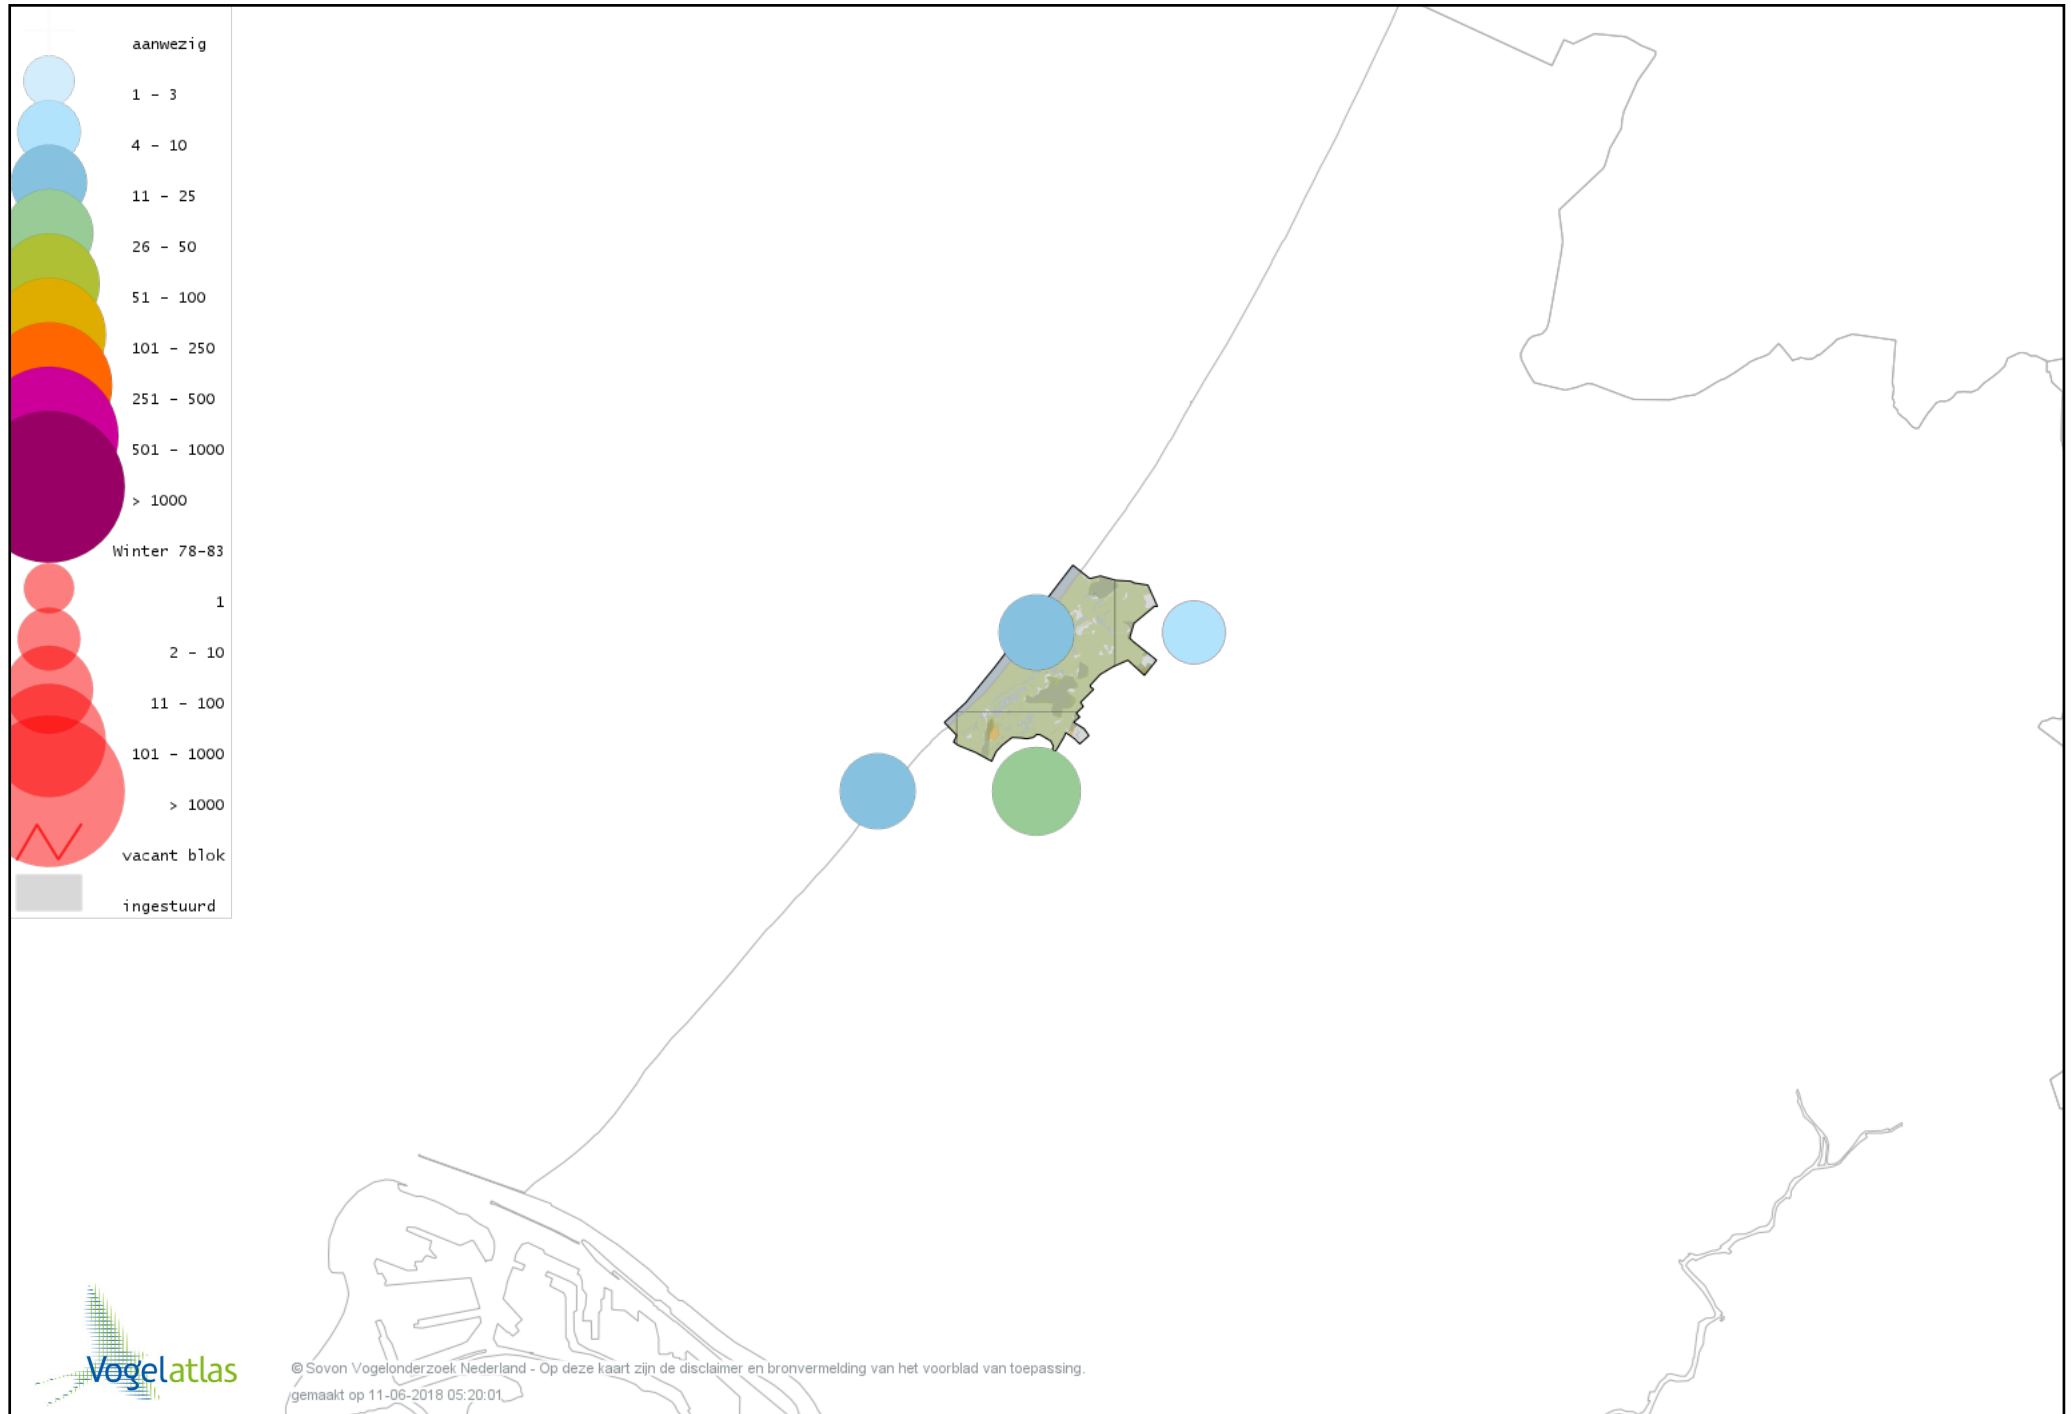 aanwezig
1 - 3
4 - 10
11 - 25
26 - 50
51 - 100
101 - 250
251 - 500
501 - 1000
> 1000
Winter 78-83
1
2 - 10
11 - 100
101 - 1000
> 1000
vacant blok
ingestuurd
Vogelatlas
© Sovon Vogelonderzoek Nederland - Op deze kaart zijn de disclaimer en bronvermelding van het voorblad van toepassing.
gemaakt op 11-06-2018 05:20:01